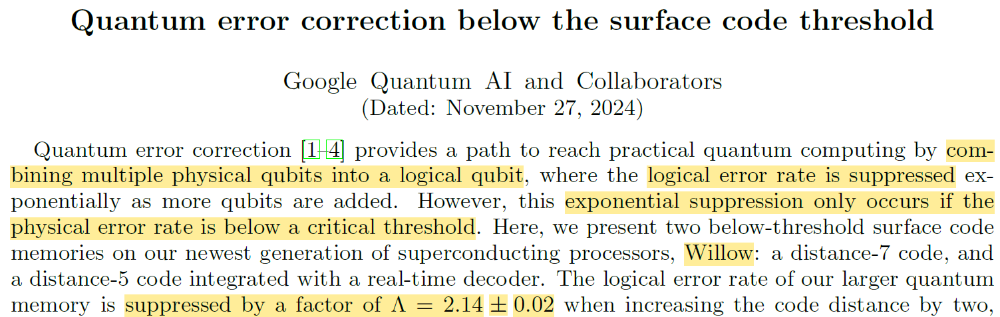 Quantum error correction below the surface code threshold
Google Quantum AI and Collaborators
(Dated: November 27, 2024)
Quantum error correction [1–4] provides a path to reach practical quantum computing by com-
bining multiple physical qubits into a logical qubit, where the logical error rate is suppressed ex-
ponentially as more qubits are added. However, this exponential suppression only occurs if the
physical error rate is below a critical threshold. Here, we present two below-threshold surface code
memories on our newest generation of superconducting processors, Willow: a distance-7 code, and
a distance-5 code integrated with a real-time decoder. The logical error rate of our larger quantum
memory is suppressed by a factor of Λ = 2.14 ± 0.02 when increasing the code distance by two,